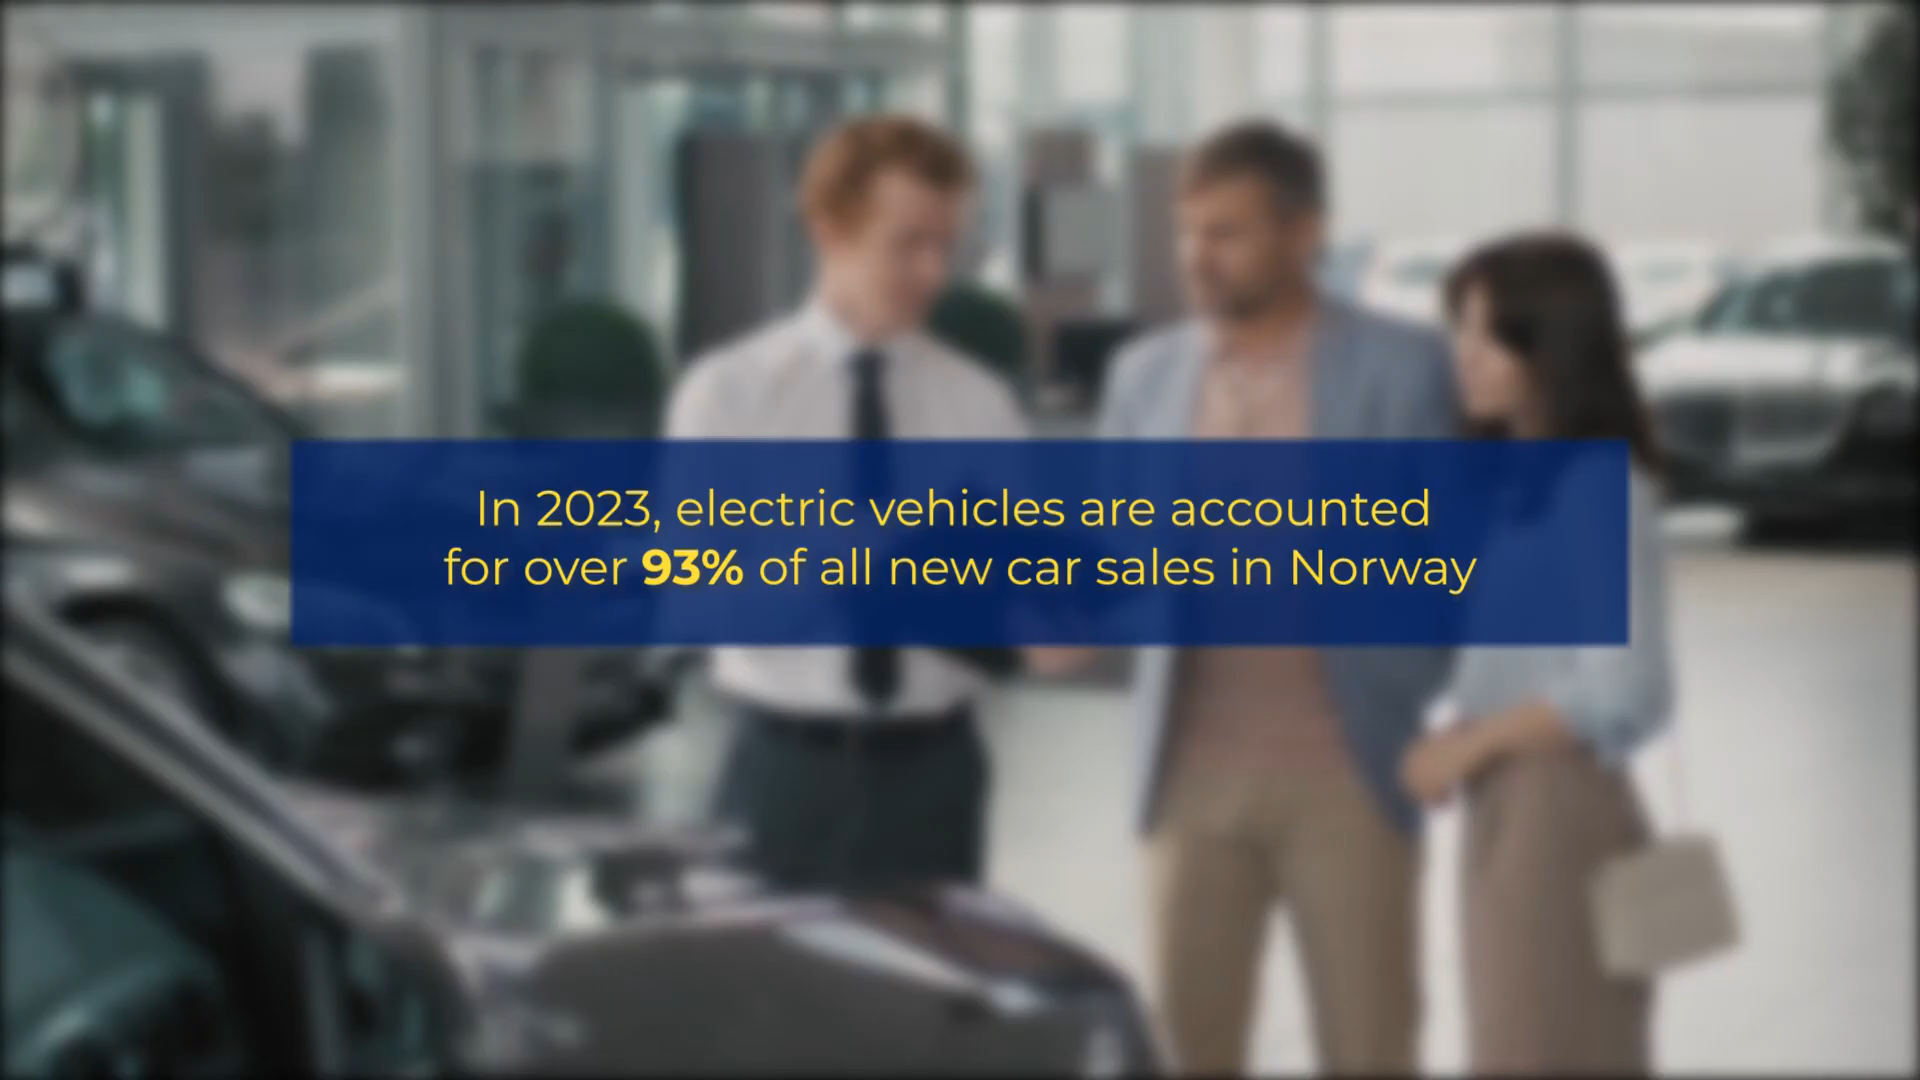 In 2023, electric vehicles are accounted
for over 93% of all new car sales in Norway